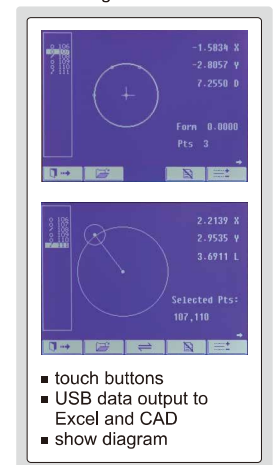 -1.5834 X
-2.8057 Y
7.2550 D
Form 0.0000
Pts 3
2.2139 X
2.9535 Y
3.6911 L
Selected Pts:
107,110
■ touch buttons
■ USB data output to
Excel and CAD
■ show diagram